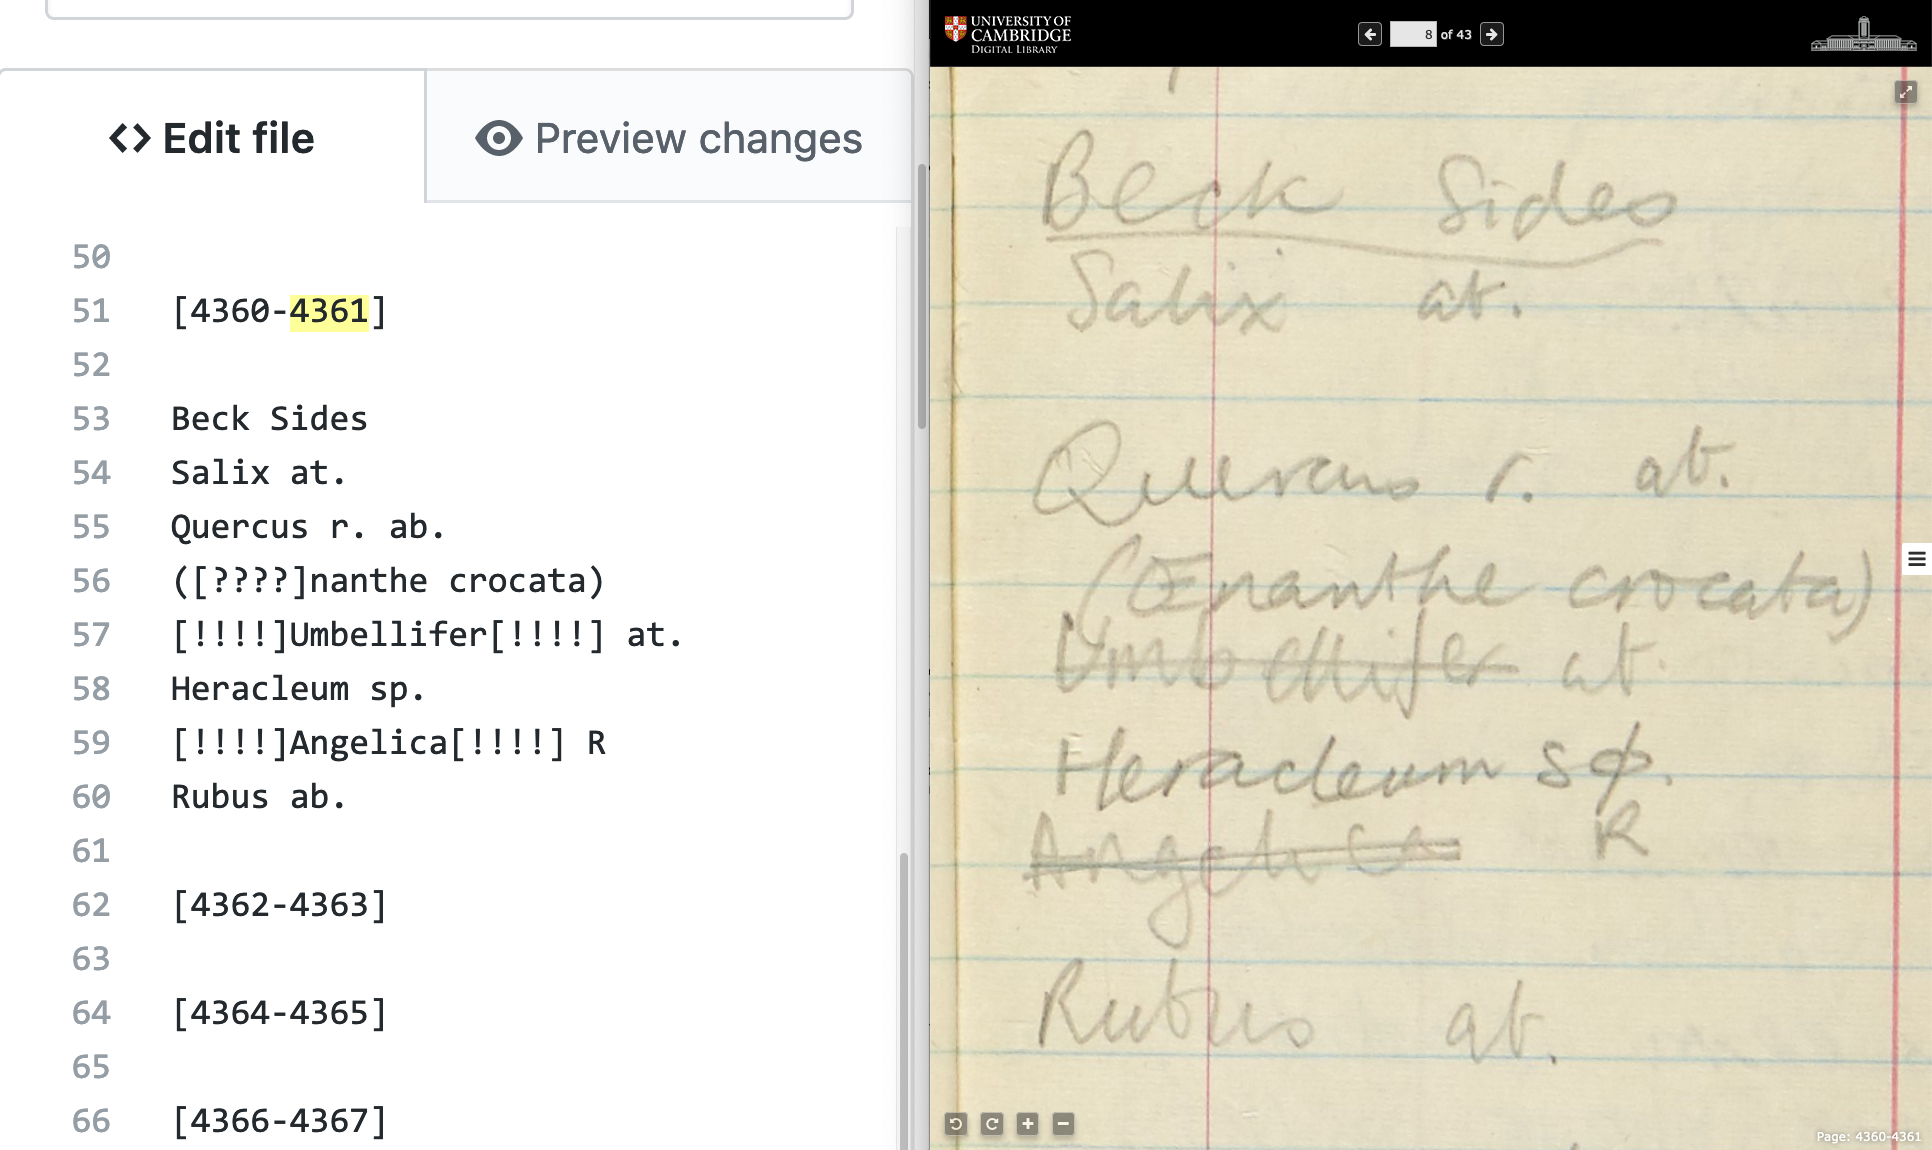 Edit file
Preview changes
50
51 [4360-4361]
52
53 Beck Sides
54 Salix at.
55 Quercus r. ab.
56 ([????]nanthe crocata)
57 [!!!!]Umbellifer[!!!!] at.
58 Heracleum sp.
59 [!!!!]Angelica[!!!!] R
60 Rubus ab.
61
62 [4362-4363]
63
64 [4364-4365]
65
66 [4366-4367]
UNIVERSITY OF
CAMBRIDGE
DIGITAL LIBRARY
8 of 43
Beck Sides
Salix at.
Quercus r. ab.
(Œnanthe crocata)
Umbellifer at.
Heracleum sp.
Angelica R
Rubus ab.
Page: 4360-4361